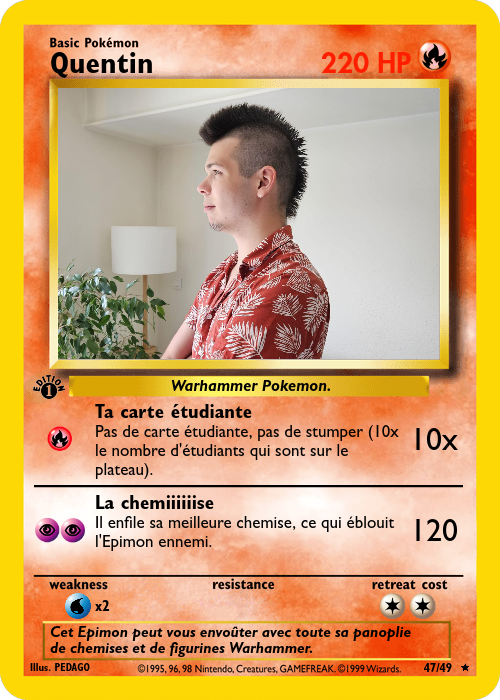 Basic Pokémon
Quentin
220 HP
EDITION
1
Warhammer Pokemon.
Ta carte étudiante
Pas de carte étudiante, pas de stumper (10x
le nombre d'étudiants qui sont sur le
plateau).
10x
La chemiiiiiise
Il enfile sa meilleure chemise, ce qui éblouit
l'Epimon ennemi.
120
weakness
resistance
retreat cost
x2
Cet Epimon peut vous envoûter avec toute sa panoplie
de chemises et de figurines Warhammer.
Illus. PEDAGO
©1995, 96, 98 Nintendo, Creatures, GAMEFREAK. ©1999 Wizards.
47/49 ★